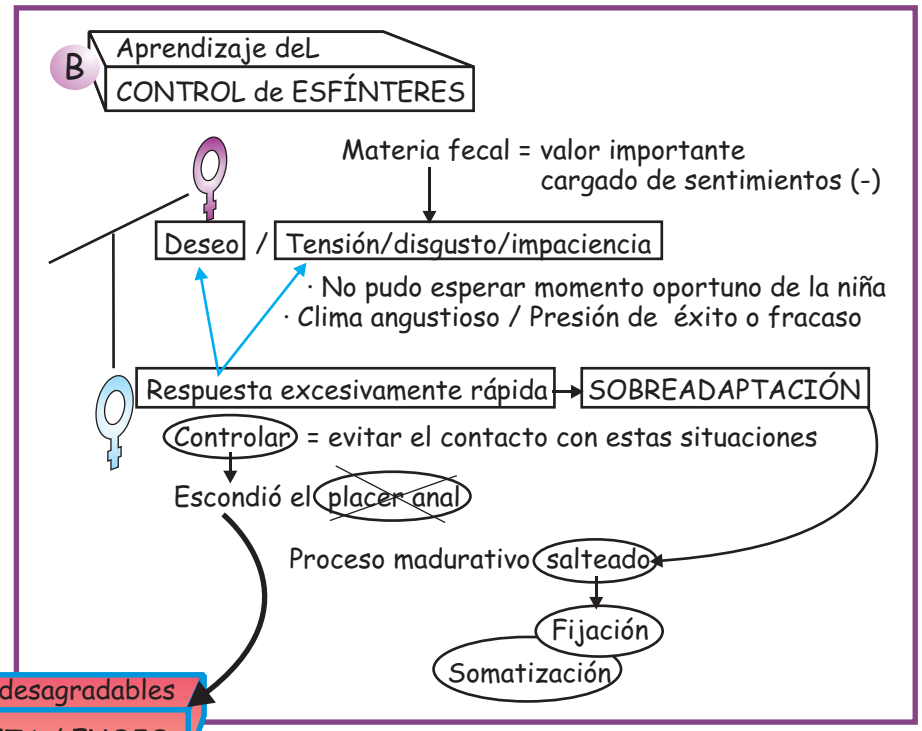 B
Aprendizaje deL
CONTROL de ESFÍNTERES
Materia fecal = valor importante
cargado de sentimientos (-)
Deseo / Tensión/disgusto/impaciencia
· No pudo esperar momento oportuno de la niña
· Clima angustioso / Presión de éxito o fracaso
Respuesta excesivamente rápida SOBREADAPTACIÓN
Controlar = evitar el contacto con estas situaciones
Escondió el placer anal
Proceso madurativo salteado
Fijación
Somatización
desagradables